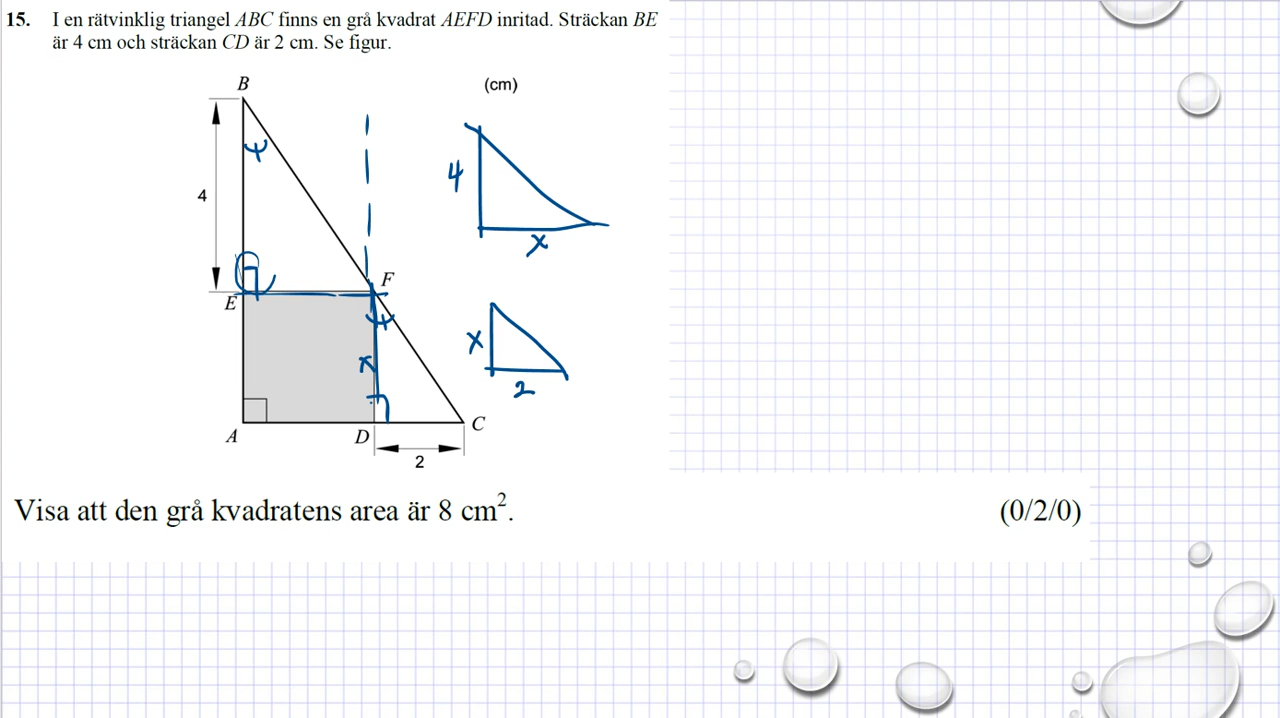 15. I en rätvinklig triangel ABC finns en grå kvadrat AEFD inritad. Sträckan BE
är 4 cm och sträckan CD är 2 cm. Se figur.
B
(cm)
4
4
x
F
E
x
x
2
A
D
C
2
Visa att den grå kvadratens area är 8 cm².
(0/2/0)